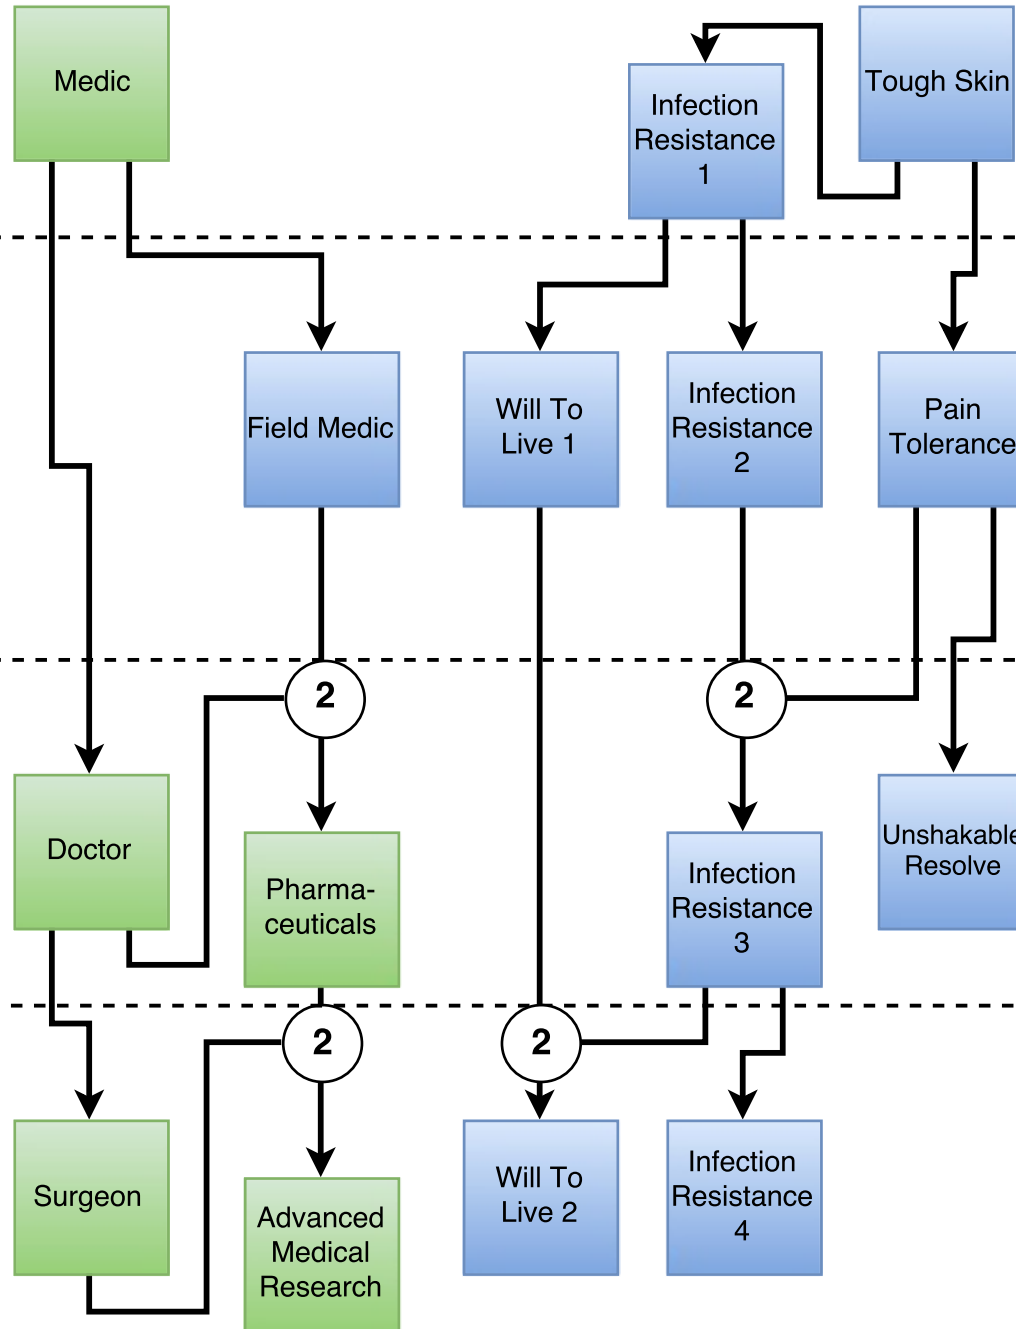 Medic
Infection
Resistance
1
Tough Skin
Field Medic
Will To
Live 1
Infection
Resistance
2
Pain
Tolerance
2
2
Doctor
Pharma-
ceuticals
Infection
Resistance
3
Unshakable
Resolve
2
2
Surgeon
Advanced
Medical
Research
Will To
Live 2
Infection
Resistance
4